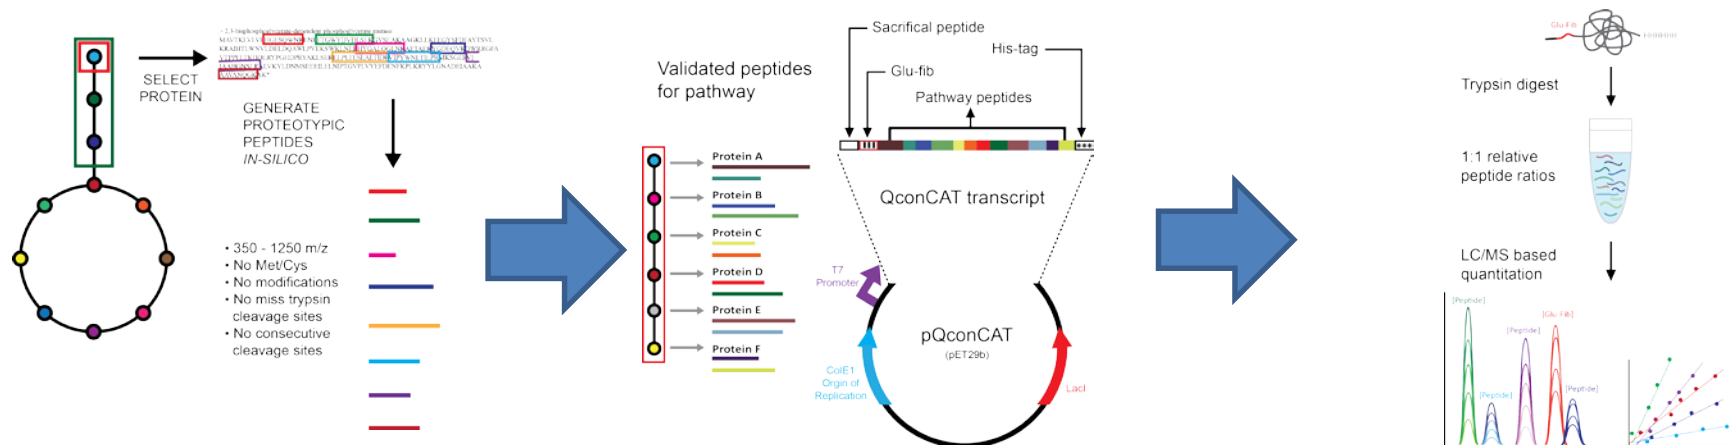 SELECT
PROTEIN
GENERATE
PROTEOTYPIC
PEPTIDES
IN-SILICO
• 350 - 1250 m/z
• No Met/Cys
• No modifications
• No miss trypsin
cleavage sites
• No consecutive
cleavage sites
Validated peptides
for pathway
Protein A
Protein B
Protein C
Protein D
Protein E
Protein F
Sacrifical peptide
His-tag
Glu-fib
Pathway peptides
QconCAT transcript
T7
Promoter
pQconCAT
(pET29b)
ColE1
Orgin of
Replication
LacI
Glu-Fib
HHHHHH
Trypsin digest
1:1 relative
peptide ratios
LC/MS based
quantitation
[Peptide]
[Peptide]
[Peptide]
[Glu-Fib]
[Peptide]